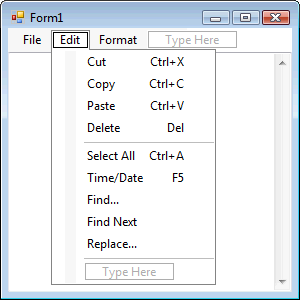 Form1
File Edit Format Type Here
Cut Ctrl+X
Copy Ctrl+C
Paste Ctrl+V
Delete Del
Select All Ctrl+A
Time/Date F5
Find...
Find Next
Replace...
Type Here